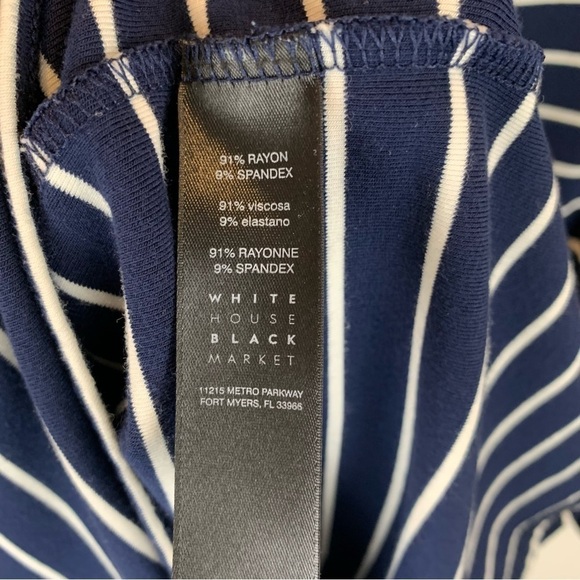 91% RAYON
9% SPANDEX
91% viscosa
9% elastano
91% RAYONNE
9% SPANDEX
WHITE
HOUSE
BLACK
MARKET
11215 METRO PARKWAY
FORT MYERS, FL 33966